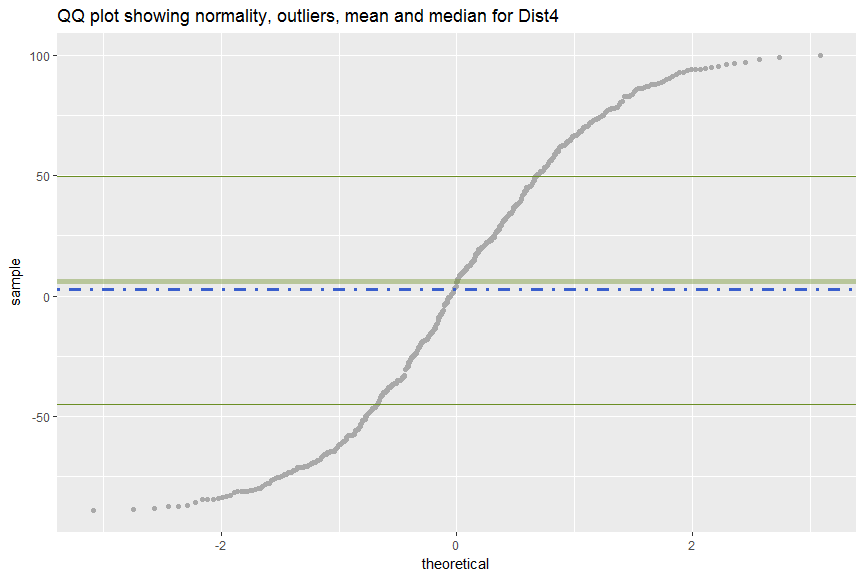 QQ plot showing normality, outliers, mean and median for Dist4
100
50
0
-50
sample
-2
0
2
theoretical